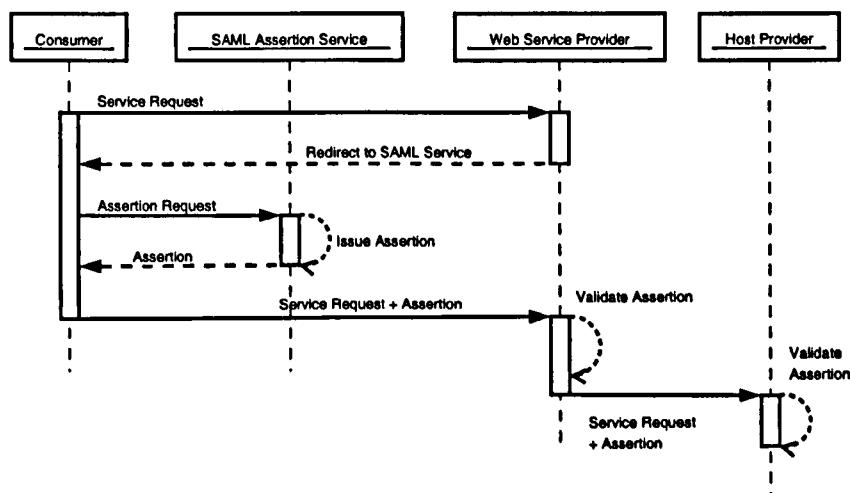 Consumer
SAML Assertion Service
Web Service Provider
Host Provider
Service Request
Redirect to SAML Service
Assertion Request
Issue Assertion
Assertion
Service Request + Assertion
Validate Assertion
Validate
Assertion
Service Request
+ Assertion